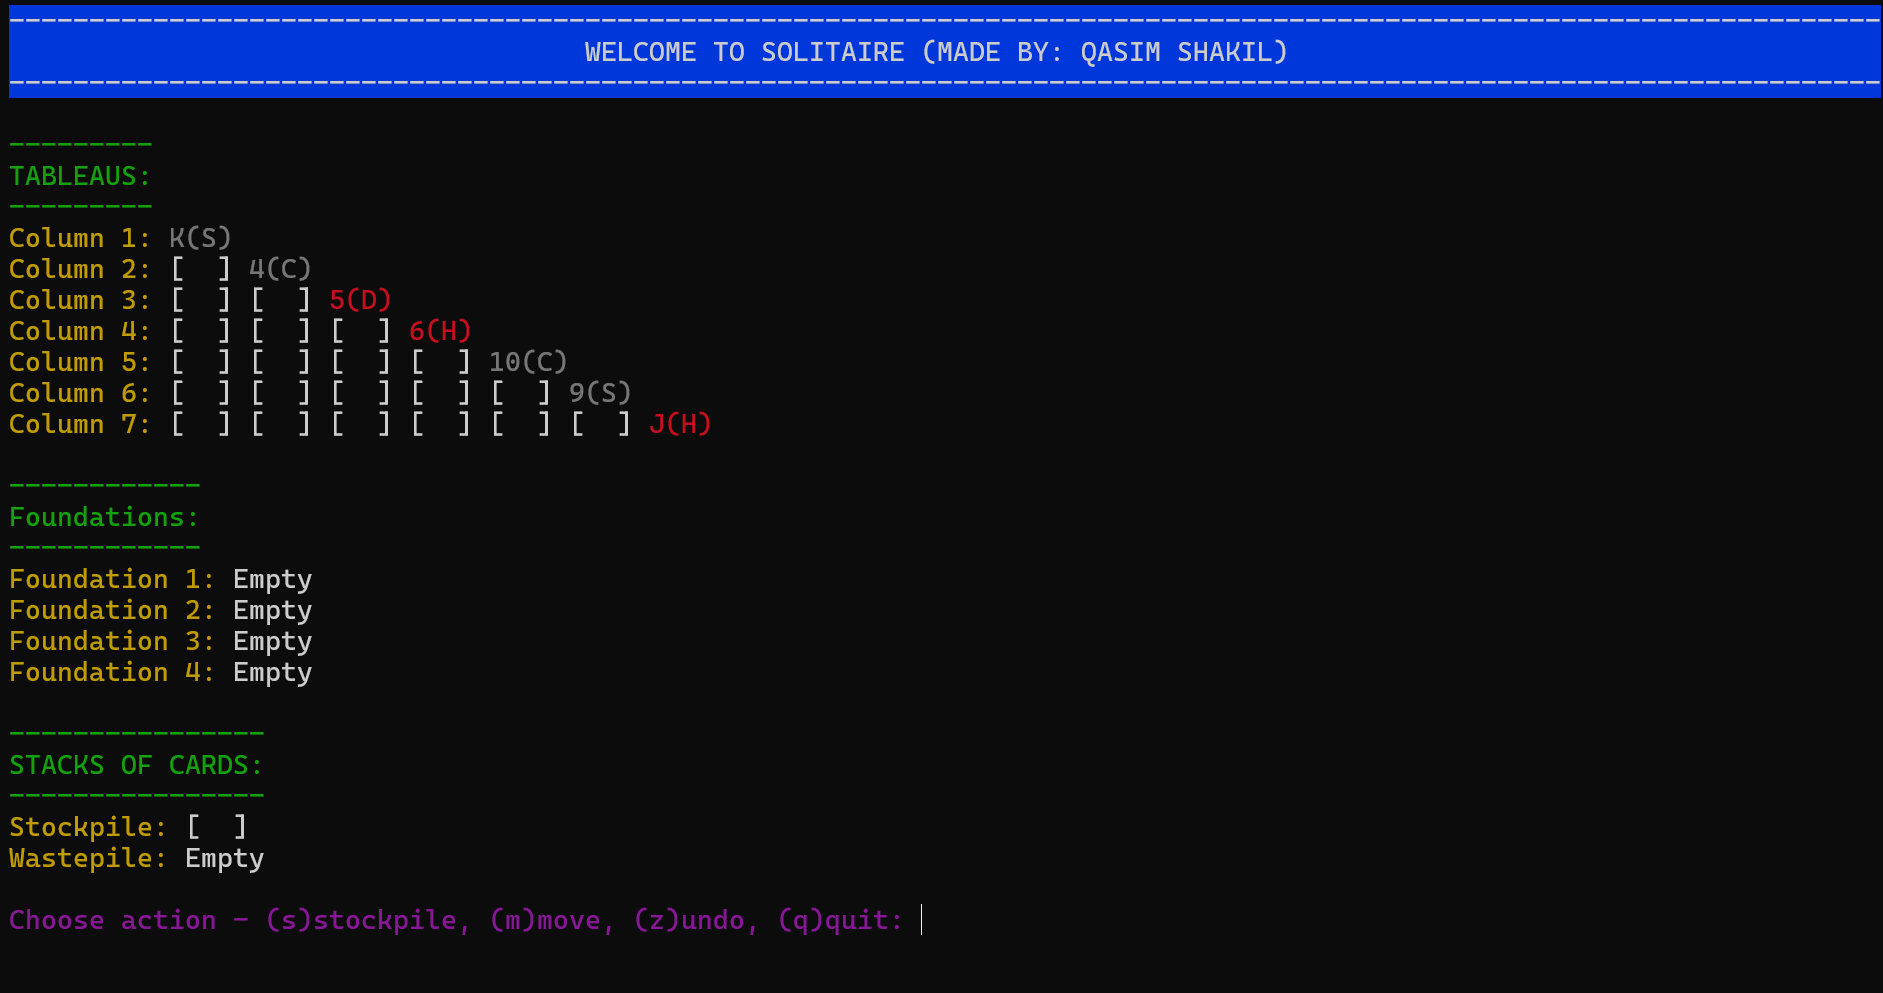 ---------------------------------------------------------------------------------------------------------------------
WELCOME TO SOLITAIRE (MADE BY: QASIM SHAKIL)
---------------------------------------------------------------------------------------------------------------------
---------
TABLEAUS:
---------
Column 1: K(S)
Column 2: [  ] 4(C)
Column 3: [  ] [  ] 5(D)
Column 4: [  ] [  ] [  ] 6(H)
Column 5: [  ] [  ] [  ] [  ] 10(C)
Column 6: [  ] [  ] [  ] [  ] [  ] 9(S)
Column 7: [  ] [  ] [  ] [  ] [  ] [  ] J(H)
------------
Foundations:
------------
Foundation 1: Empty
Foundation 2: Empty
Foundation 3: Empty
Foundation 4: Empty
----------------
STACKS OF CARDS:
----------------
Stockpile: [  ]
Wastepile: Empty
Choose action - (s)stockpile, (m)move, (z)undo, (q)quit: